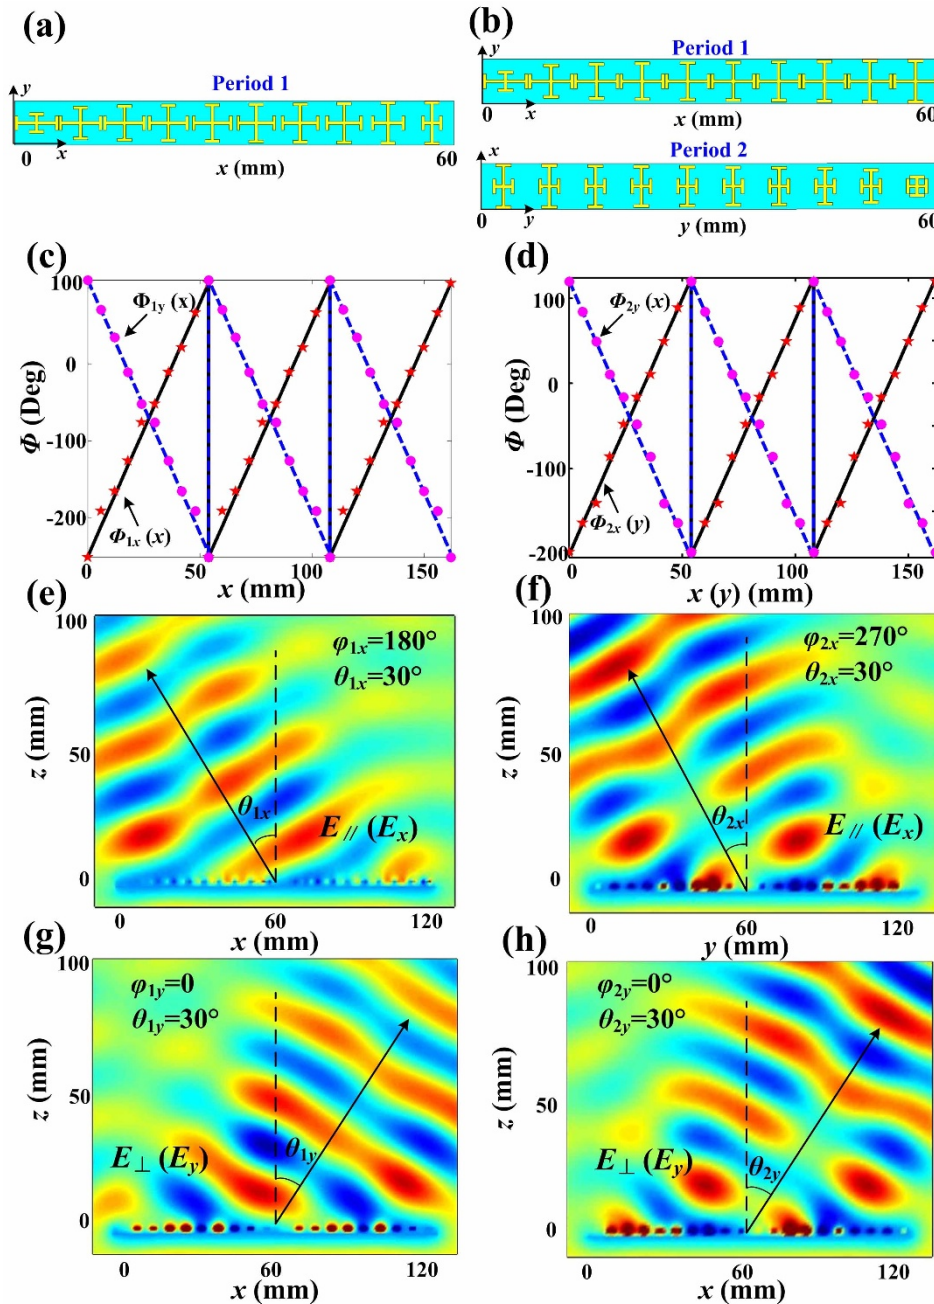 (a)
y
Period 1
0
x
60
x (mm)
(b)
y
Period 1
x
x (mm)
60
Period 2
x
0
y
y (mm)
60
(c)
100
0
-100
-200
Φ (Deg)
Φ1y (x)
Φ1x (x)
0
50
100
150
x (mm)
(d)
100
0
-100
-200
Φ (Deg)
Φ2y (x)
Φ2x (y)
0
50
100
150
x (y) (mm)
(e)
100
50
0
z (mm)
φ1x=180°
θ1x=30°
θ1x
E// (Ex)
0
60
120
x (mm)
(f)
100
50
0
z (mm)
φ2x=270°
θ2x=30°
θ2x
E// (Ex)
0
60
120
y (mm)
(g)
100
50
0
z (mm)
φ1y=0
θ1y=30°
θ1y
E⊥ (Ey)
0
60
120
x (mm)
(h)
100
50
0
z (mm)
φ2y=0°
θ2y=30°
θ2y
E⊥ (Ey)
0
60
120
x (mm)